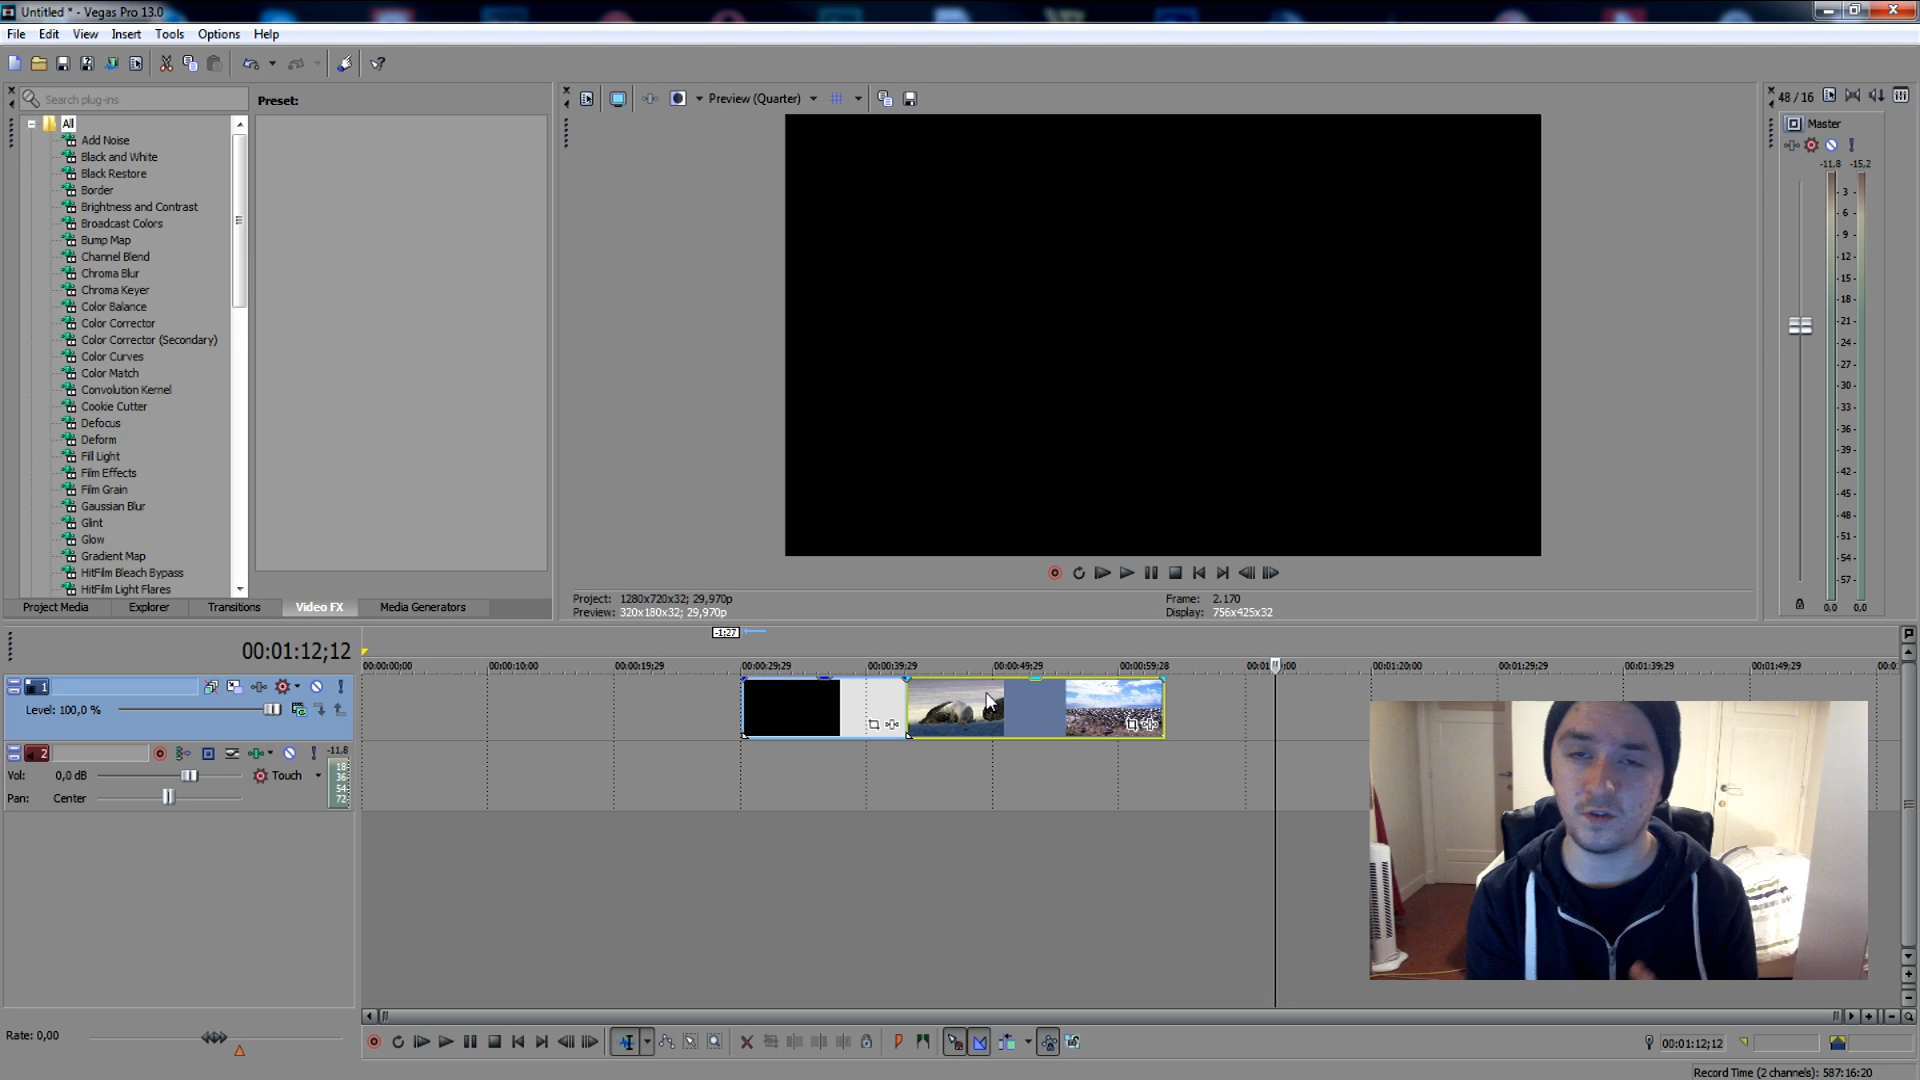 Untitled * - Vegas Pro 13.0
File Edit View Insert Tools Options Help
Search plug-ins
Preset:
Preview (Quarter)
48 / 16
All
Add Noise
Black and White
Black Restore
Border
Brightness and Contrast
Broadcast Colors
Bump Map
Channel Blend
Chroma Blur
Chroma Keyer
Color Balance
Color Corrector
Color Corrector (Secondary)
Color Curves
Color Match
Convolution Kernel
Cookie Cutter
Defocus
Deform
Fill Light
Film Effects
Film Grain
Gaussian Blur
Glint
Glow
Gradient Map
HitFilm Bleach Bypass
HitFilm Light Flares
Master
-11,8 -15,2
3
6
9
12
15
18
21
24
27
30
33
36
39
42
45
48
51
54
57
0,0 0,0
Project Media Explorer Transitions Video FX Media Generators
Project: 1280x720x32; 29,970p
Preview: 320x180x32; 29,970p
Frame: 2.170
Display: 756x425x32
-1:27
00:01:12;12
00:00:00;00 00:00:10;00 00:00:19;29 00:00:29;29 00:00:39;29 00:00:49;29 00:00:59;28 00:01:20;00 00:01:29;29 00:01:39;29 00:01:49;29
1
Level: 100,0 %
2
-11,8
Vol: 0,0 dB
Touch
18
36
54
72
Pan: Center
Rate: 0,00
00:01:12;12
Record Time (2 channels): 587:16:20